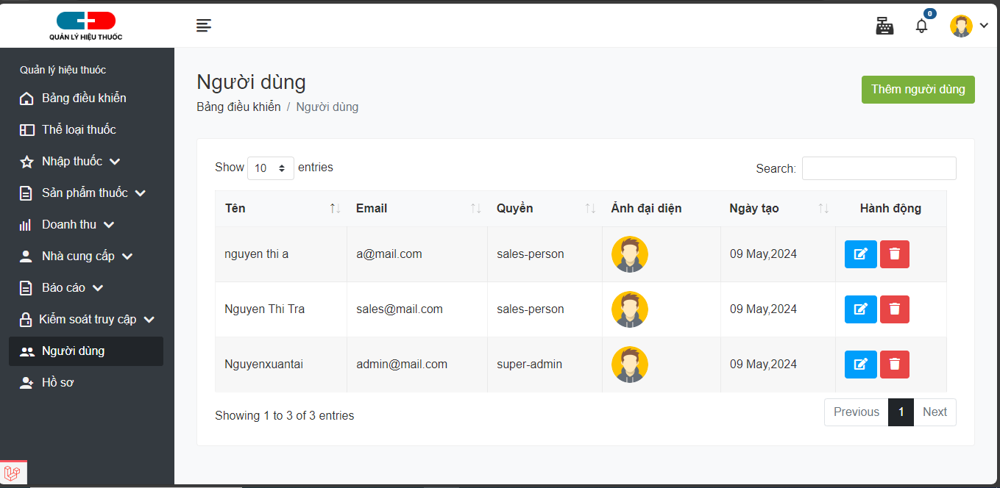 QUẢN LÝ HIỆU THUỐC
0
Quản lý hiệu thuóc
Bảng điều khiển
Thể loại thuốc
Nhập thuốc
Sản phẩm thuốc
Doanh thu
Nhà cung cấp
Báo cáo
Kiểm soát truy cập
Người dùng
Hồ sơ
Người dùng
Bảng điều khiển / Người dùng
Thêm người dùng
Show 10 entries
Search:
Tên Email Quyền Ảnh đại diện Ngày tạo Hành động
nguyen thi a a@mail.com sales-person 09 May,2024
Nguyen Thi Tra sales@mail.com sales-person 09 May,2024
Nguyenxuantai admin@mail.com super-admin 09 May,2024
Showing 1 to 3 of 3 entries
Previous 1 Next